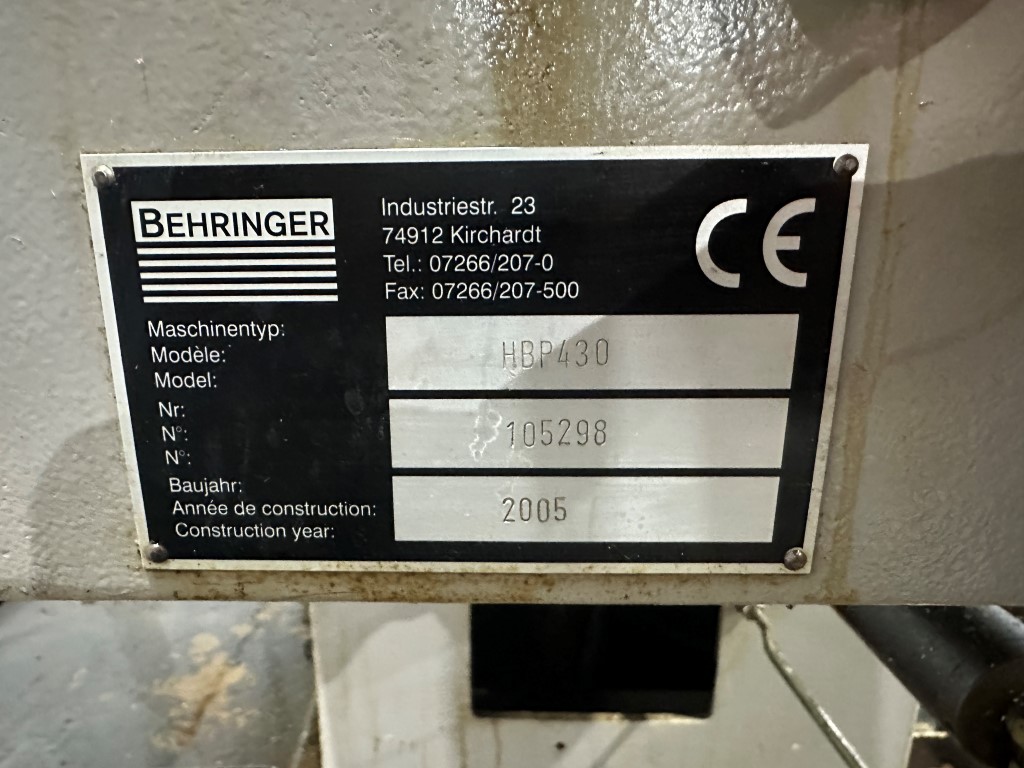 BEHRINGER
Industriestr. 23
74912 Kirchardt
Tel.: 07266/207-0
Fax: 07266/207-500
CE
Maschinentyp:
Modèle:
Model:
HBP430
Nr:
N°:
N°:
105298
Baujahr:
Année de construction:
Construction year:
2005